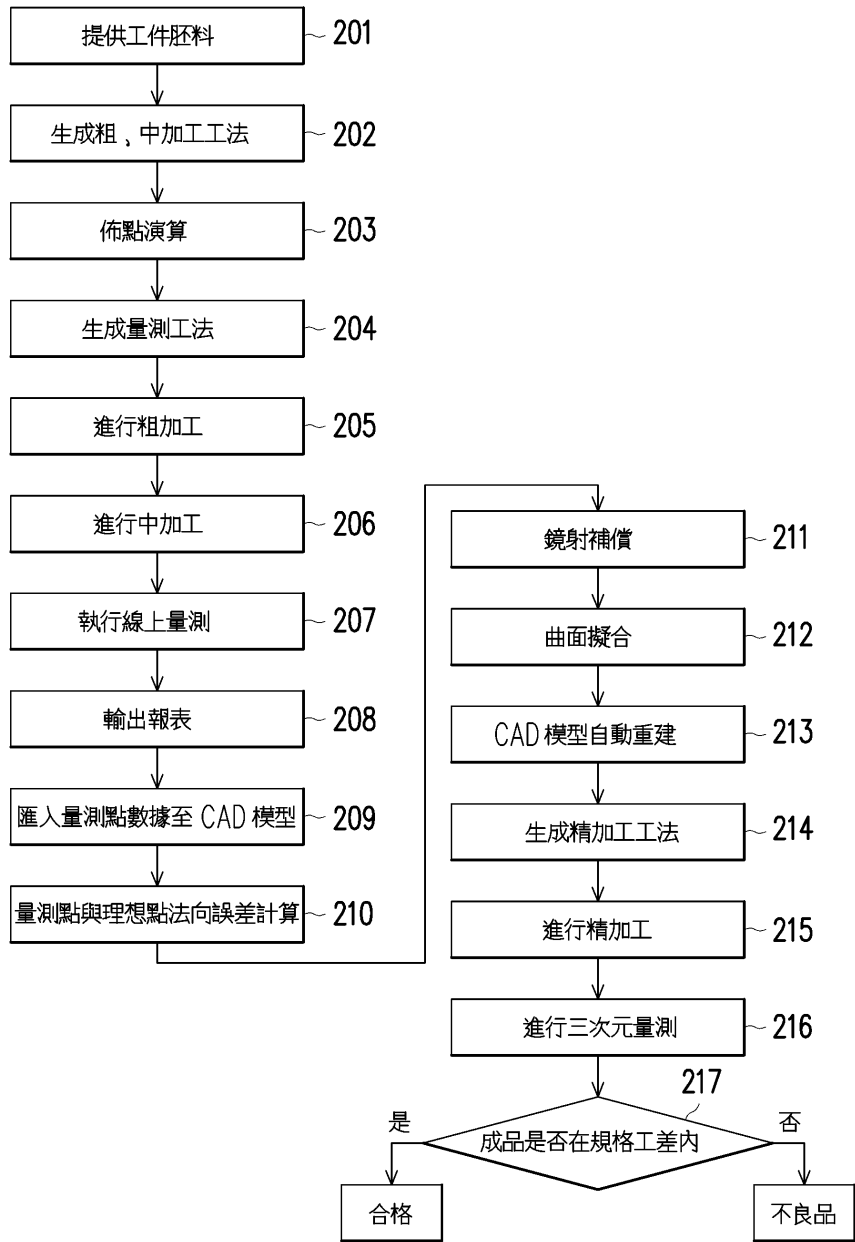 提供工件胚料 201
生成粗、中加工工法 202
佈點演算 203
生成量測工法 204
進行粗加工 205
進行中加工 206
執行線上量測 207
輸出報表 208
匯入量測點數據至 CAD 模型 209
量測點與理想點法向誤差計算 210
鏡射補償 211
曲面擬合 212
CAD 模型自動重建 213
生成精加工工法 214
進行精加工 215
進行三次元量測 216
217
成品是否在規格工差內
是
否
合格
不良品